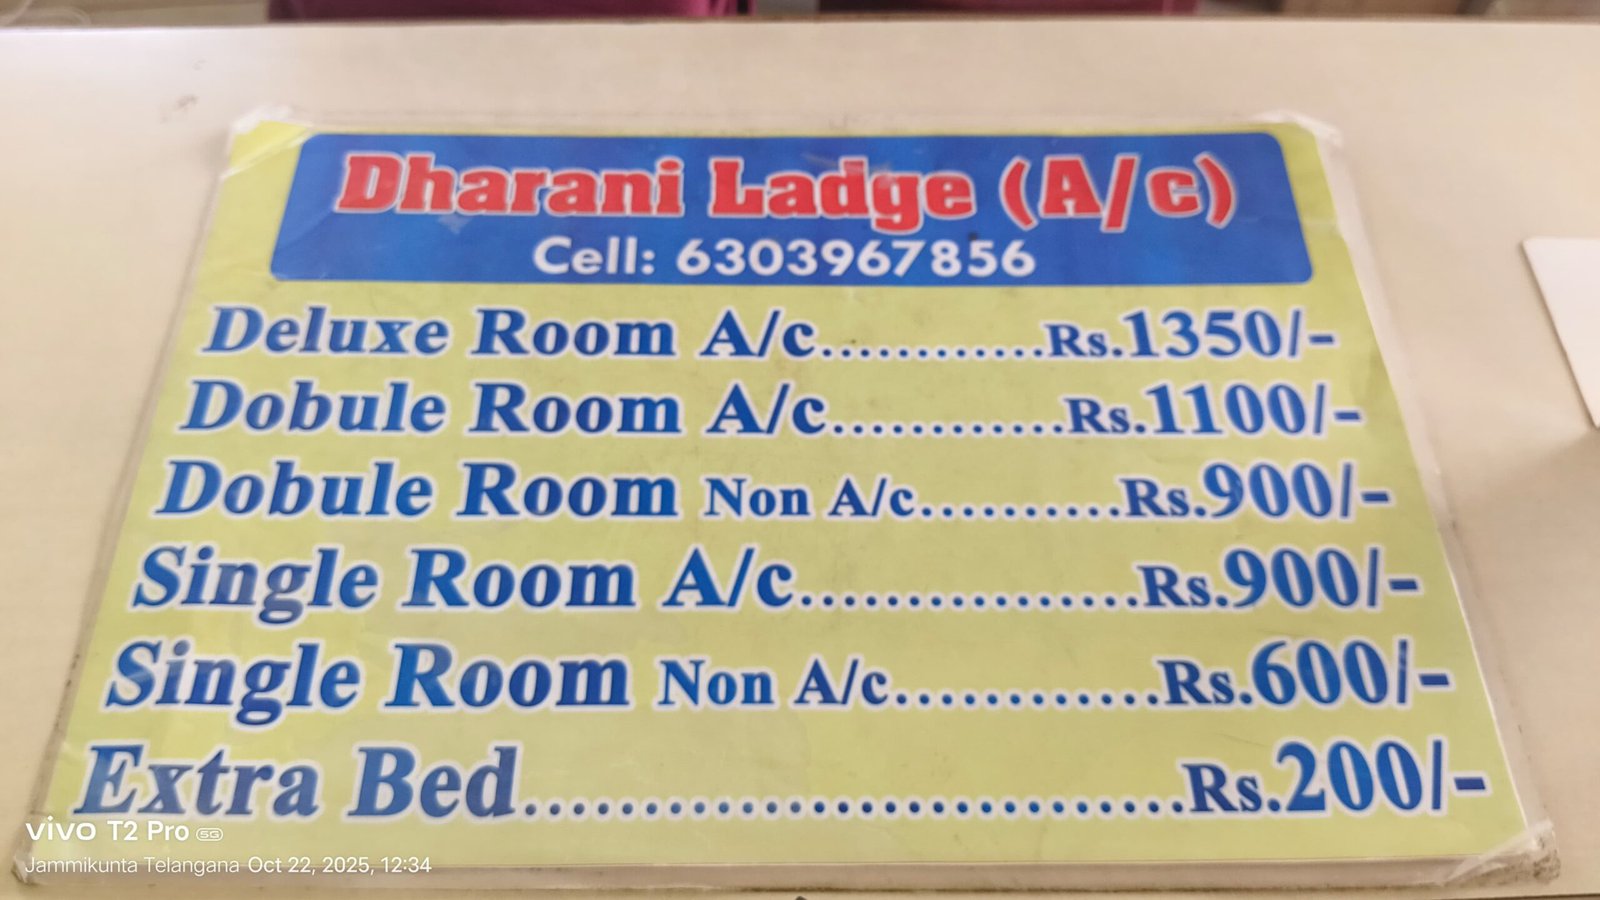 Dharani Ladge (A/c)
Cell: 6303967856
Deluxe Room A/c............Rs.1350/-
Dobule Room A/c............Rs.1100/-
Dobule Room Non A/c...........Rs.900/-
Single Room A/c................Rs.900/-
Single Room Non A/c.............Rs.600/-
Extra Bed..................................Rs.200/-
vivo T2 Pro 5G
Jammikunta Telangana Oct 22, 2025, 12:34